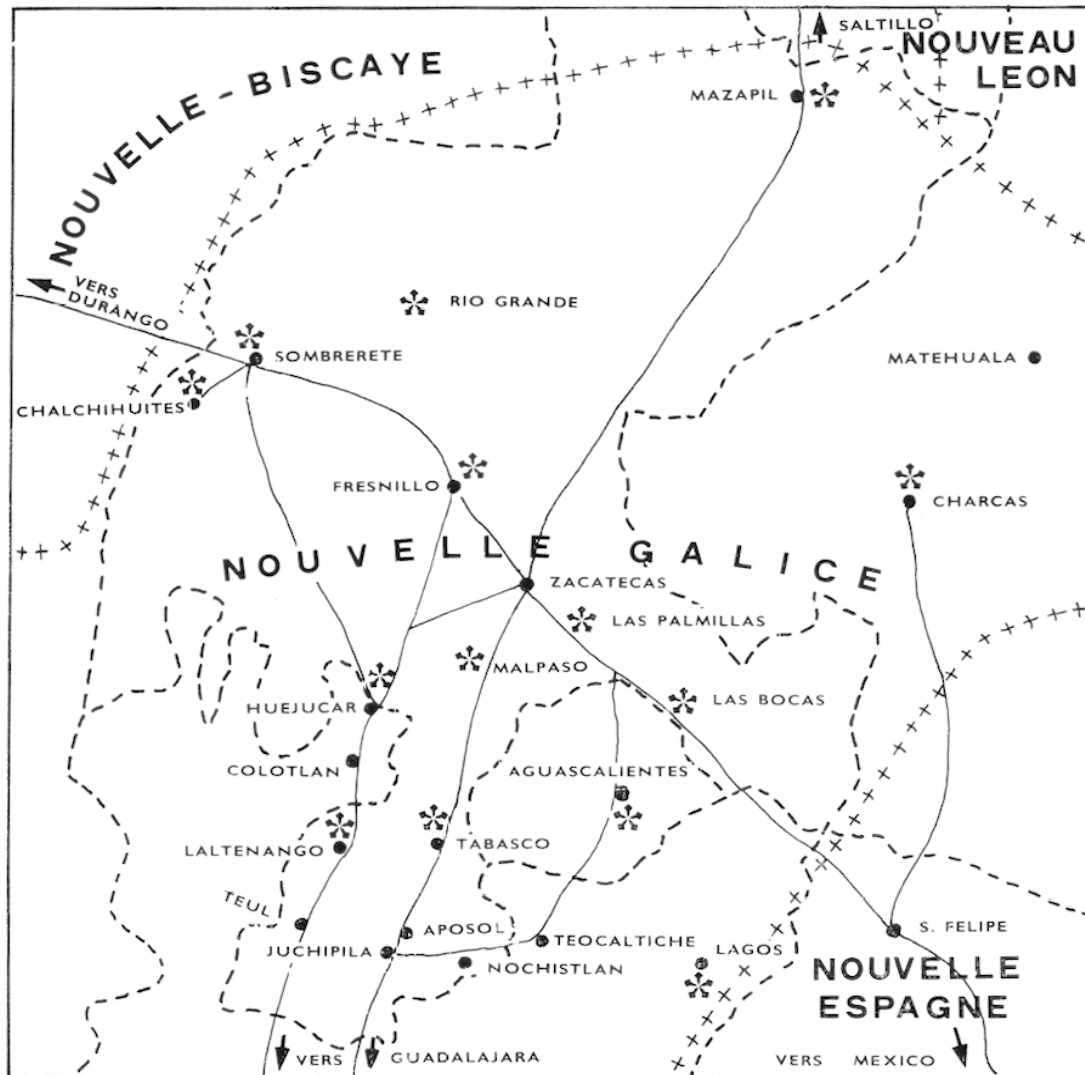 SALTILLO
NOUVEAU
LEON
NOUVELLE-BISCAYE
MAZAPIL
VERS
DURANGO
RIO GRANDE
SOMBRERETE
MATEHUALA
CHALCHIHUITES
FRESNILLO
CHARCAS
NOUVELLE GALICE
ZACATECAS
LAS PALMILLAS
MALPASO
HUEJUCAR
LAS BOCAS
COLOTLAN
AGUASCALIENTES
LALTENANGO
TABASCO
TEUL
APOSOL
S. FELIPE
JUCHIPILA
TEOCALTICHE
LAGOS
NOCHISTLAN
NOUVELLE
ESPAGNE
VERS GUADALAJARA
VERS MEXICO